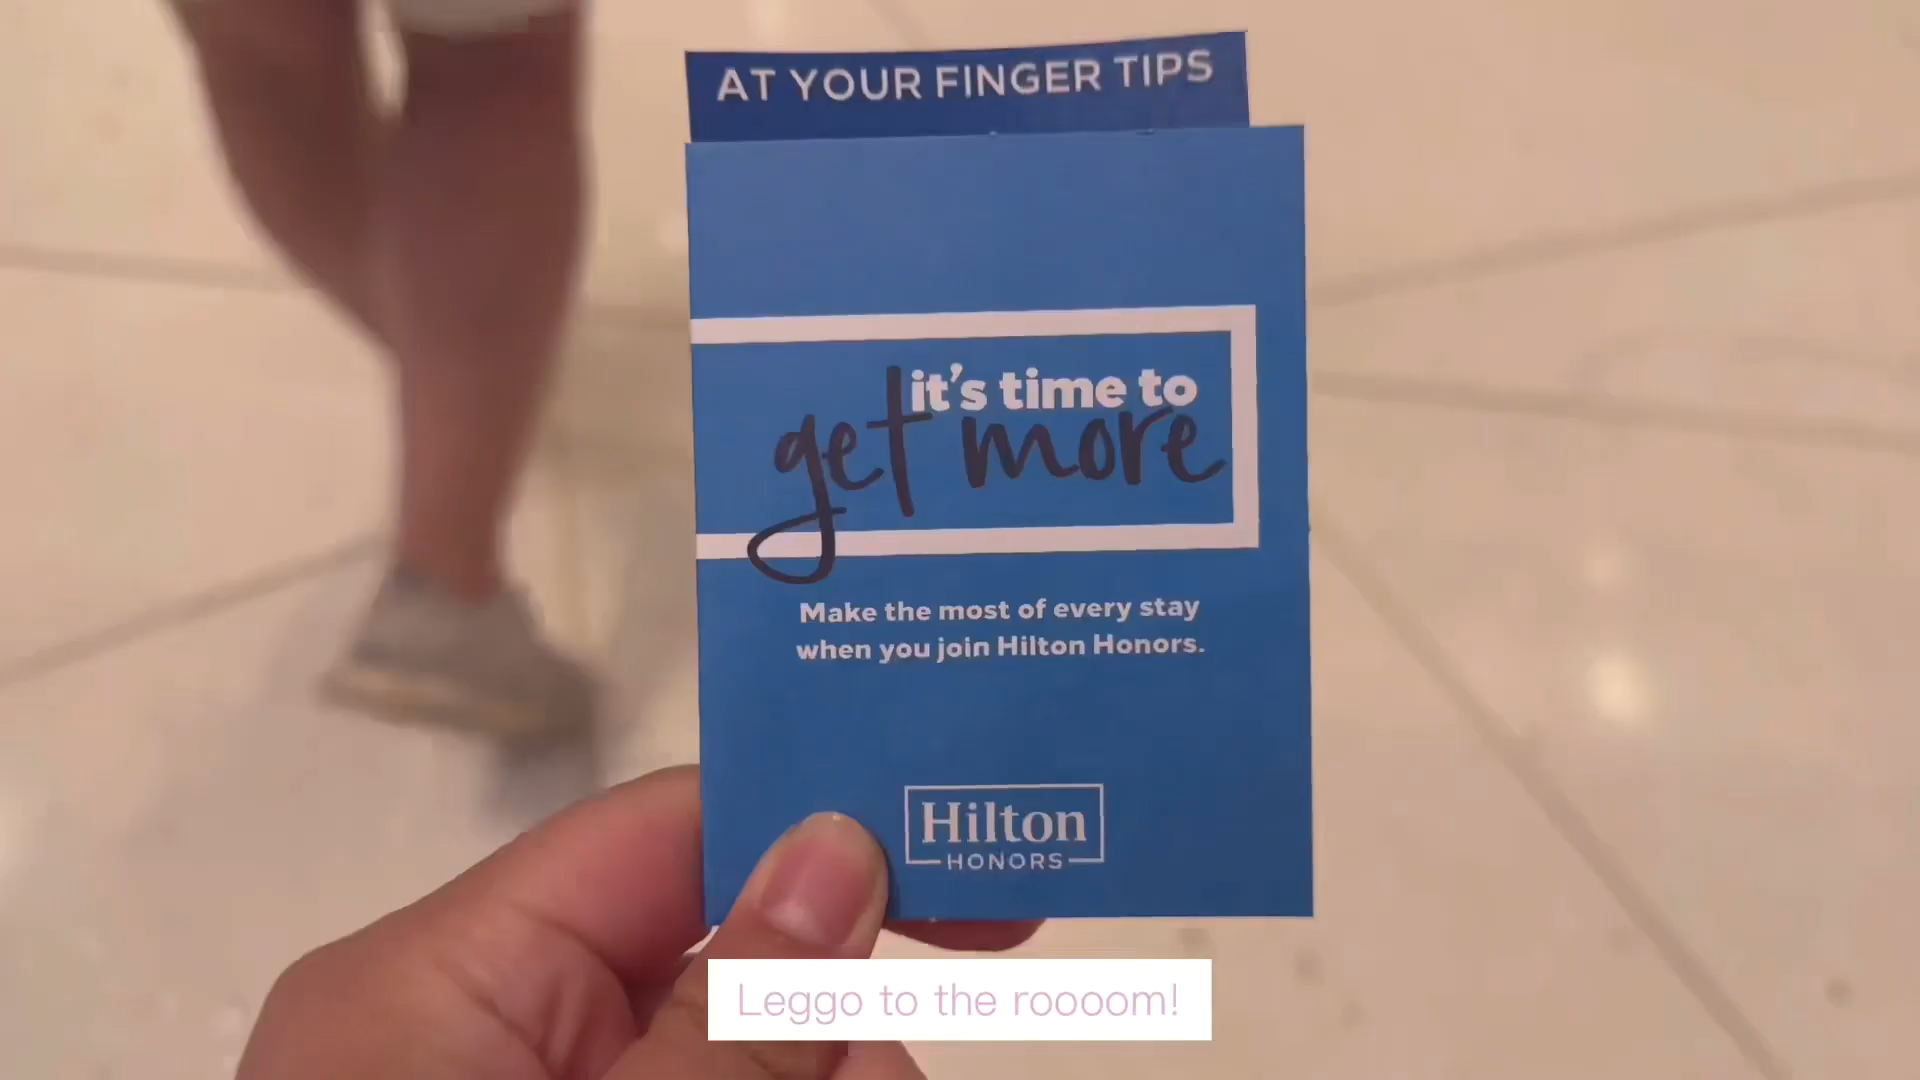 AT YOUR FINGER TIPS
it's time to
get more
Make the most of every stay
when you join Hilton Honors.
Hilton
HONORS
Leggo to the roooom!